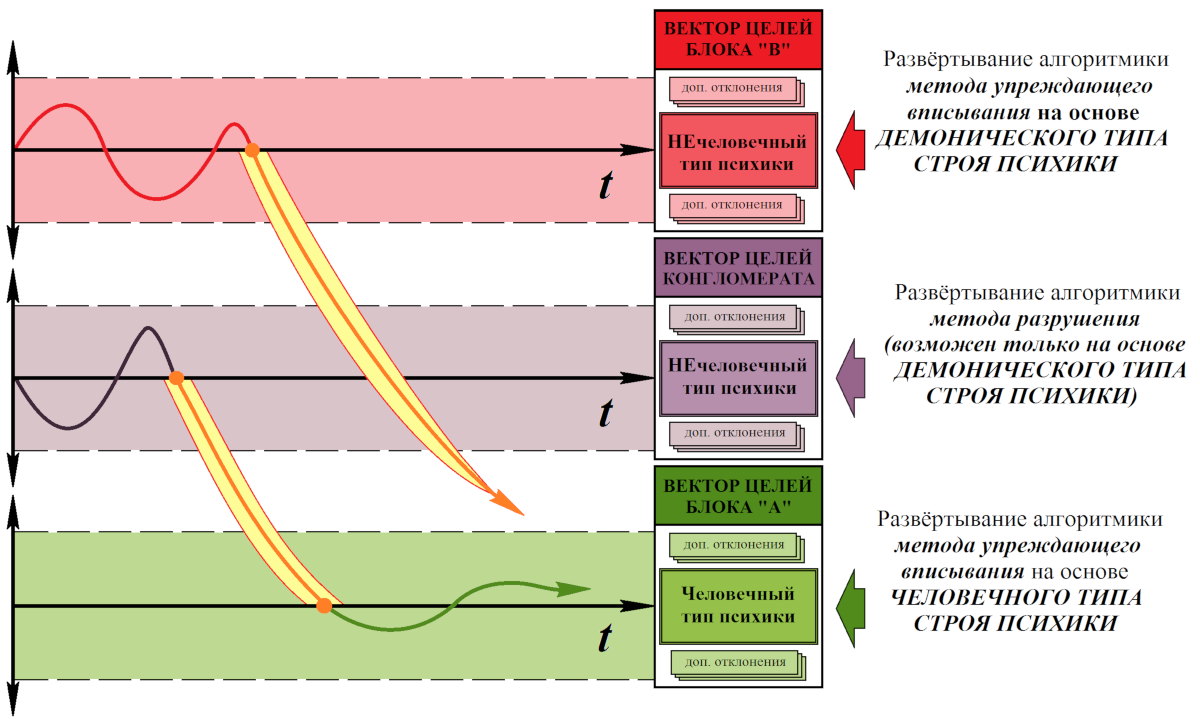 ВЕКТОР ЦЕЛЕЙ
БЛОКА "В"
доп. отклонения
НЕчеловечный
тип психики
доп. отклонения
t
Развёртывание алгоритмики
метода упреждающего
вписывания на основе
ДЕМОНИЧЕСКОГО ТИПА
СТРОЯ ПСИХИКИ
ВЕКТОР ЦЕЛЕЙ
КОНГЛОМЕРАТА
доп. отклонения
НЕчеловечный
тип психики
доп. отклонения
t
Развёртывание алгоритмики
метода разрушения
(возможен только на основе
ДЕМОНИЧЕСКОГО ТИПА
СТРОЯ ПСИХИКИ)
ВЕКТОР ЦЕЛЕЙ
БЛОКА "А"
доп. отклонения
Человечный
тип психики
доп. отклонения
t
Развёртывание алгоритмики
метода упреждающего
вписывания на основе
ЧЕЛОВЕЧНОГО ТИПА
СТРОЯ ПСИХИКИ